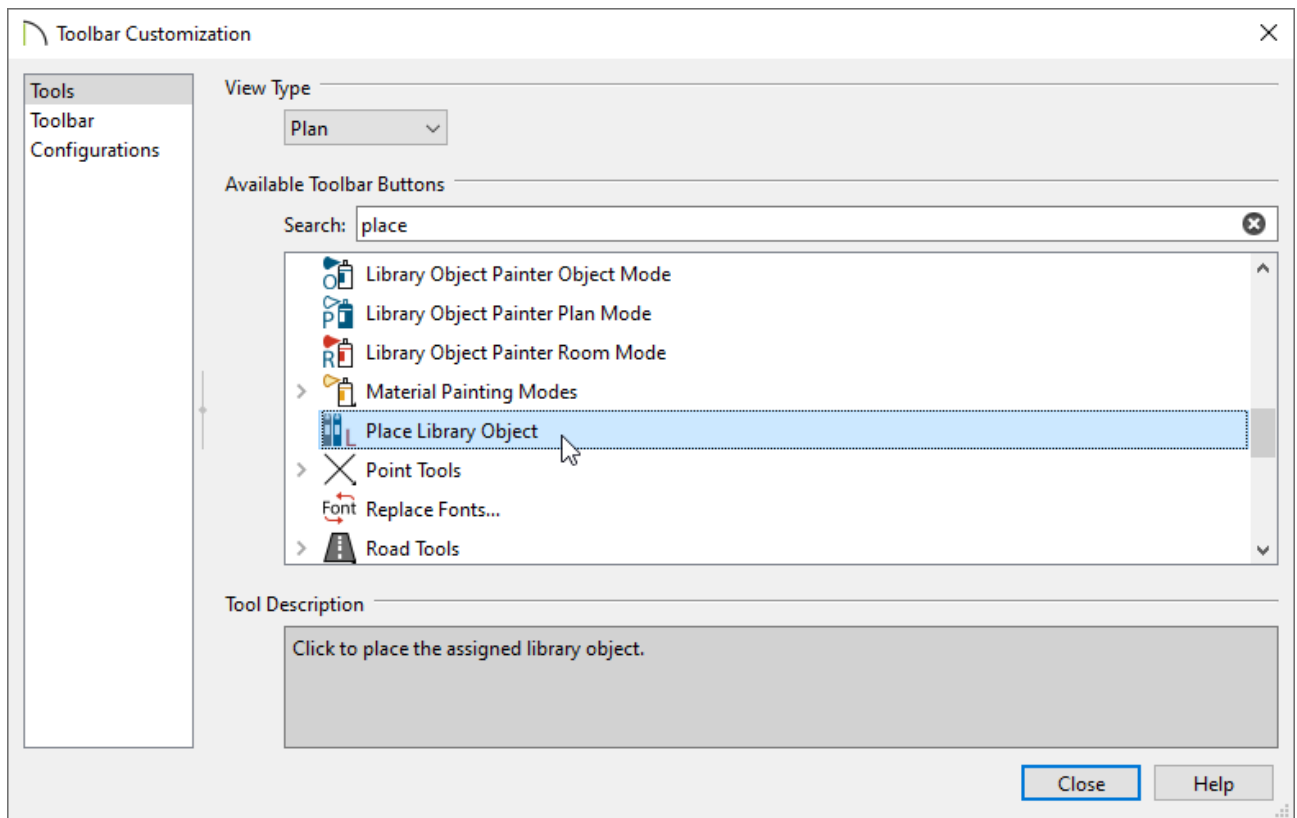 Toolbar Customization
Tools
Toolbar
Configurations
View Type
Plan
Available Toolbar Buttons
Search: place
O Library Object Painter Object Mode
P Library Object Painter Plan Mode
R Library Object Painter Room Mode
Material Painting Modes
L Place Library Object
Point Tools
Font Replace Fonts...
Road Tools
Tool Description
Click to place the assigned library object.
Close Help